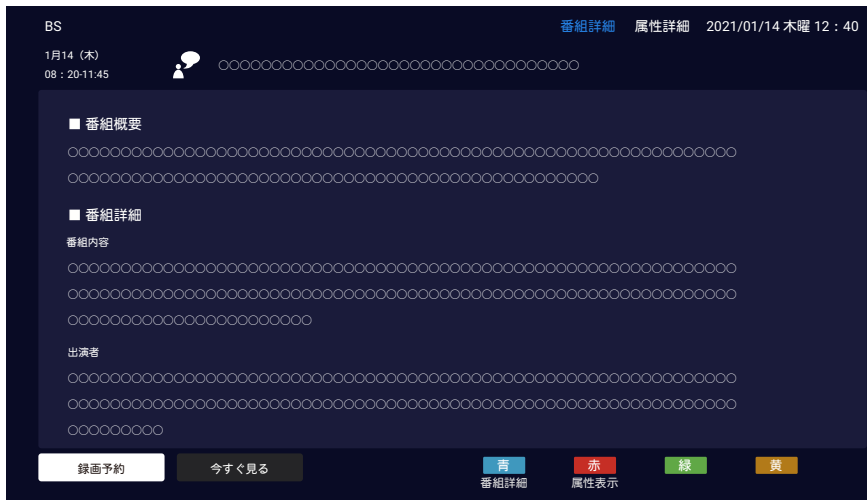 BS 番組詳細 属性詳細 2021/01/14 木曜 12：40
1月14（木）
08：20-11:45
○○○○○○○○○○○○○○○○○○○○○○○○○○○○○○○○○○
■ 番組概要
○○○○○○○○○○○○○○○○○○○○○○○○○○○○○○○○○○○○○○○○○○○○○○○○○○○○○○○○○○○○○○○
○○○○○○○○○○○○○○○○○○○○○○○○○○○○○○○○○○○○○○○○○○○○○○○○○○
■ 番組詳細
番組内容
○○○○○○○○○○○○○○○○○○○○○○○○○○○○○○○○○○○○○○○○○○○○○○○○○○○○○○○○○○○○○○○
○○○○○○○○○○○○○○○○○○○○○○○○○○○○○○○○○○○○○○○○○○○○○○○○○○○○○○○○○○○○○○○
○○○○○○○○○○○○○○○○○○○○○○○
出演者
○○○○○○○○○○○○○○○○○○○○○○○○○○○○○○○○○○○○○○○○○○○○○○○○○○○○○○○○○○○○○○○
○○○○○○○○○○○○○○○○○○○○○○○○○○○○○○○○○○○○○○○○○○○○○○○○○○○○○○○○○○○○○○○
○○○○○○○○○
録画予約 今すぐ見る 青 赤 緑 黄
番組詳細 属性表示